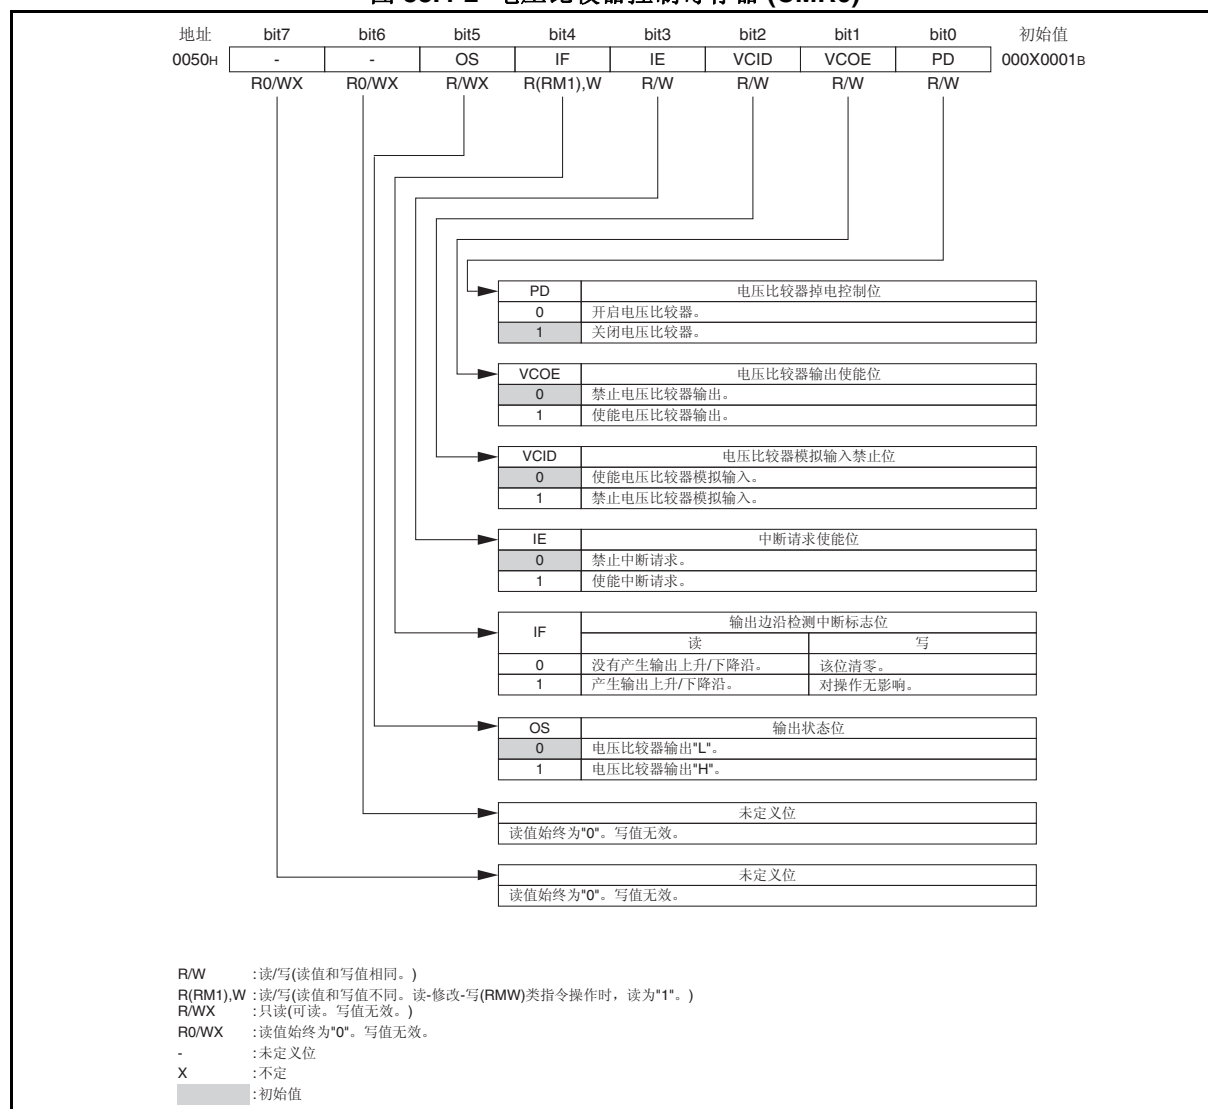 地址 bit7 bit6 bit5 bit4 bit3 bit2 bit1 bit0 初始值
0050H - - OS IF IE VCID VCOE PD 000X0001B
R0/WX R0/WX R/WX R(RM1),W R/W R/W R/W R/W
PD 电压比较器掉电控制位
0 开启电压比较器。
1 关闭电压比较器。
VCOE 电压比较器输出使能位
0 禁止电压比较器输出。
1 使能电压比较器输出。
VCID 电压比较器模拟输入禁止位
0 使能电压比较器模拟输入。
1 禁止电压比较器模拟输入。
IE 中断请求使能位
0 禁止中断请求。
1 使能中断请求。
IF 输出边沿检测中断标志位
读 写
0 没有产生输出上升/下降沿。 该位清零。
1 产生输出上升/下降沿。 对操作无影响。
OS 输出状态位
0 电压比较器输出"L"。
1 电压比较器输出"H"。
未定义位
读值始终为"0"。写值无效。
未定义位
读值始终为"0"。写值无效。
R/W :读/写(读值和写值相同。)
R(RM1),W :读/写(读值和写值不同。读-修改-写(RMW)类指令操作时，读为"1"。)
R/WX :只读(可读。写值无效。)
R0/WX :读值始终为"0"。写值无效。
- :未定义位
X :不定
:初始值